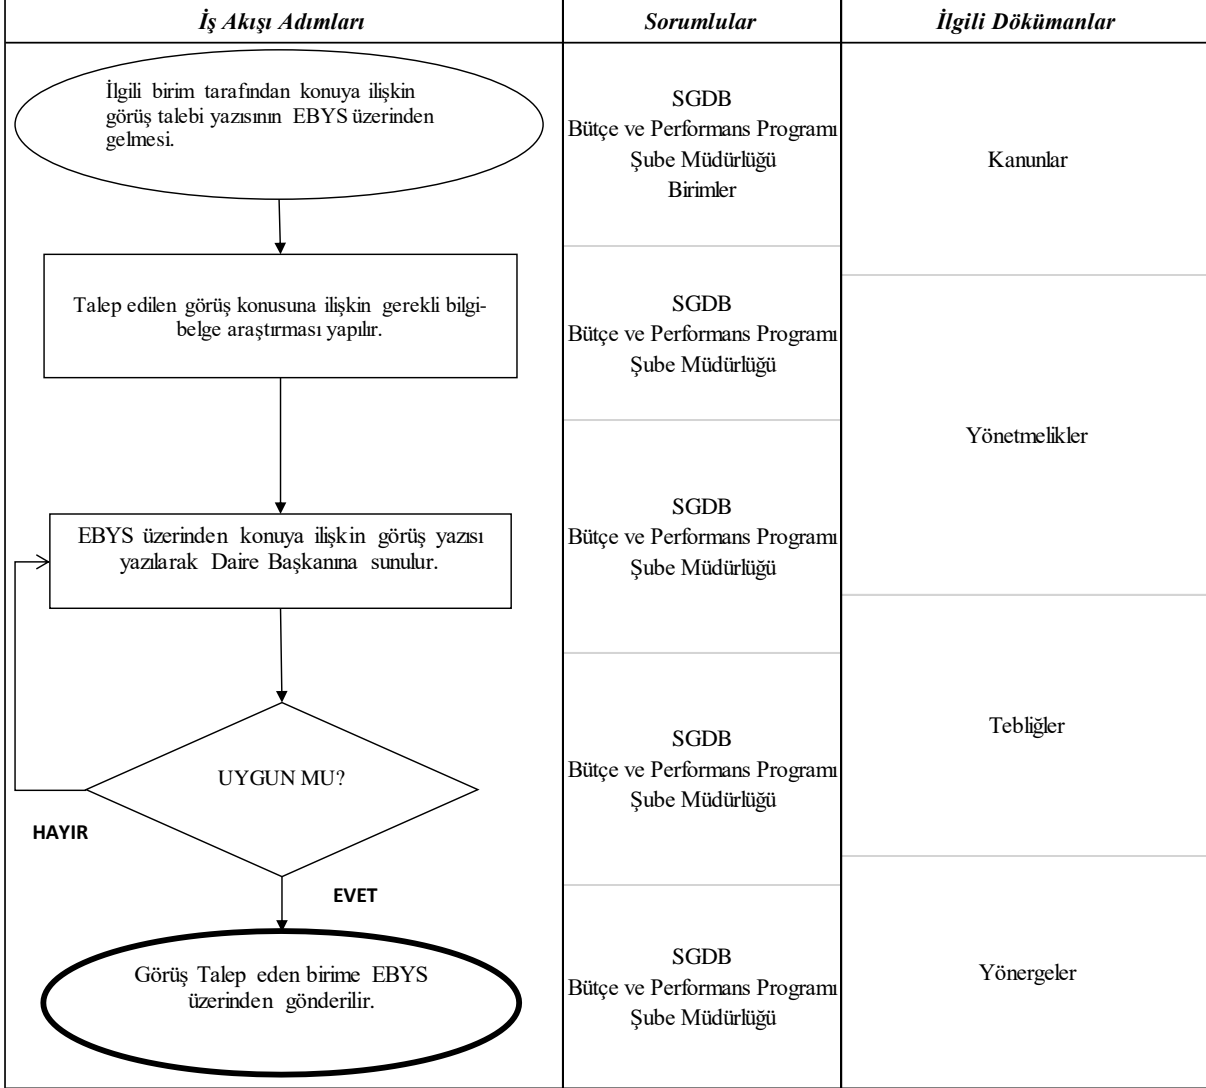 İş Akışı Adımları
Sorumlular
İlgili Dökümanlar
İlgili birim tarafından konuya ilişkin
görüş talebi yazısının EBYS üzerinden
gelmesi.
SGDB
Bütçe ve Performans Programı
Şube Müdürlüğü
Birimler
Kanunlar
Talep edilen görüş konusuna ilişkin gerekli bilgi-
belge araştırması yapılır.
SGDB
Bütçe ve Performans Programı
Şube Müdürlüğü
Yönetmelikler
EBYS üzerinden konuya ilişkin görüş yazısı
yazılarak Daire Başkanına sunulur.
SGDB
Bütçe ve Performans Programı
Şube Müdürlüğü
Tebliğler
UYGUN MU?
HAYIR
EVET
SGDB
Bütçe ve Performans Programı
Şube Müdürlüğü
Görüş Talep eden birime EBYS
üzerinden gönderilir.
SGDB
Bütçe ve Performans Programı
Şube Müdürlüğü
Yönergeler